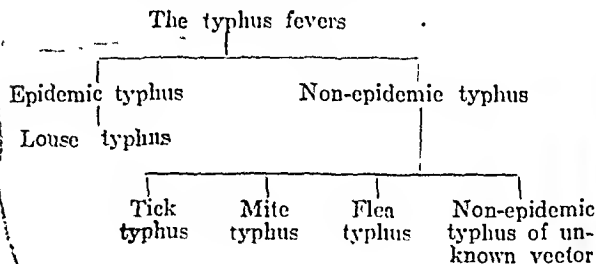 The typhus fevers
Epidemic typhus Non-epidemic typhus
Louse typhus
Tick Mite Flea Non-epidemic
typhus typhus typhus typhus of un-
known vector